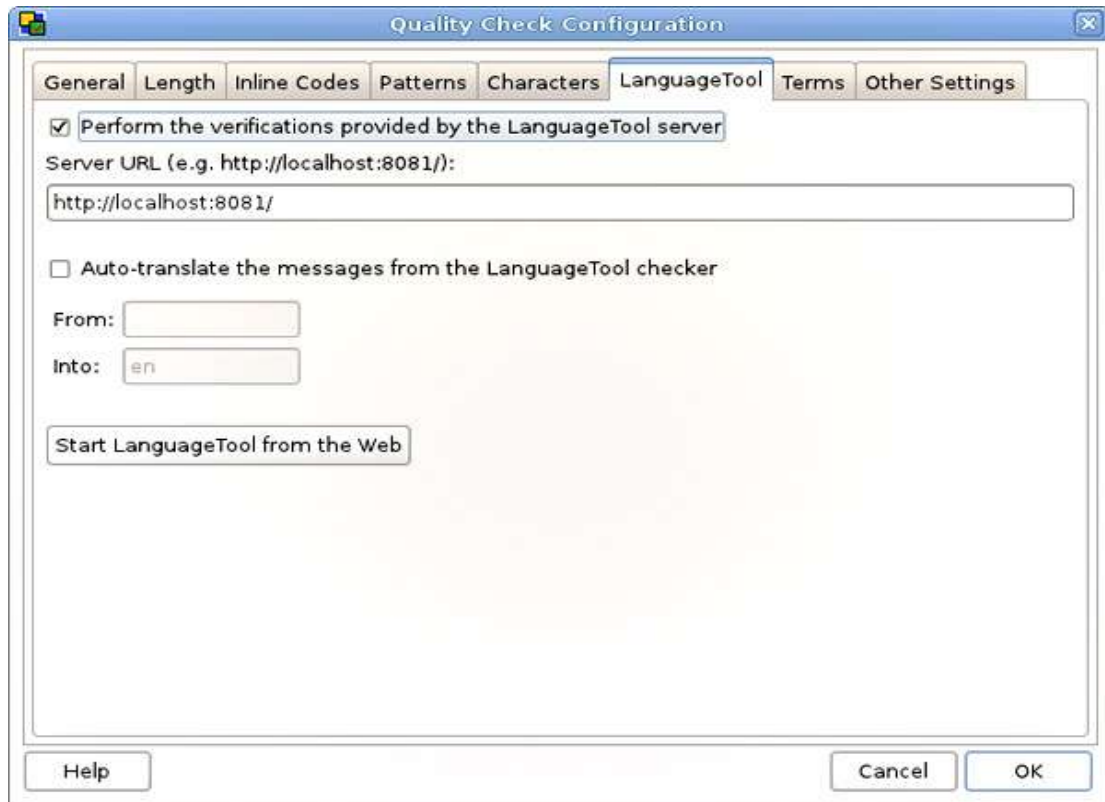 Quality Check Configuration
General Length Inline Codes Patterns Characters LanguageTool Terms Other Settings
Perform the verifications provided by the LanguageTool server
Server URL (e.g. http://localhost:8081/):
http://localhost:8081/
Auto-translate the messages from the LanguageTool checker
From:
Into: en
Start LanguageTool from the Web
Help Cancel OK